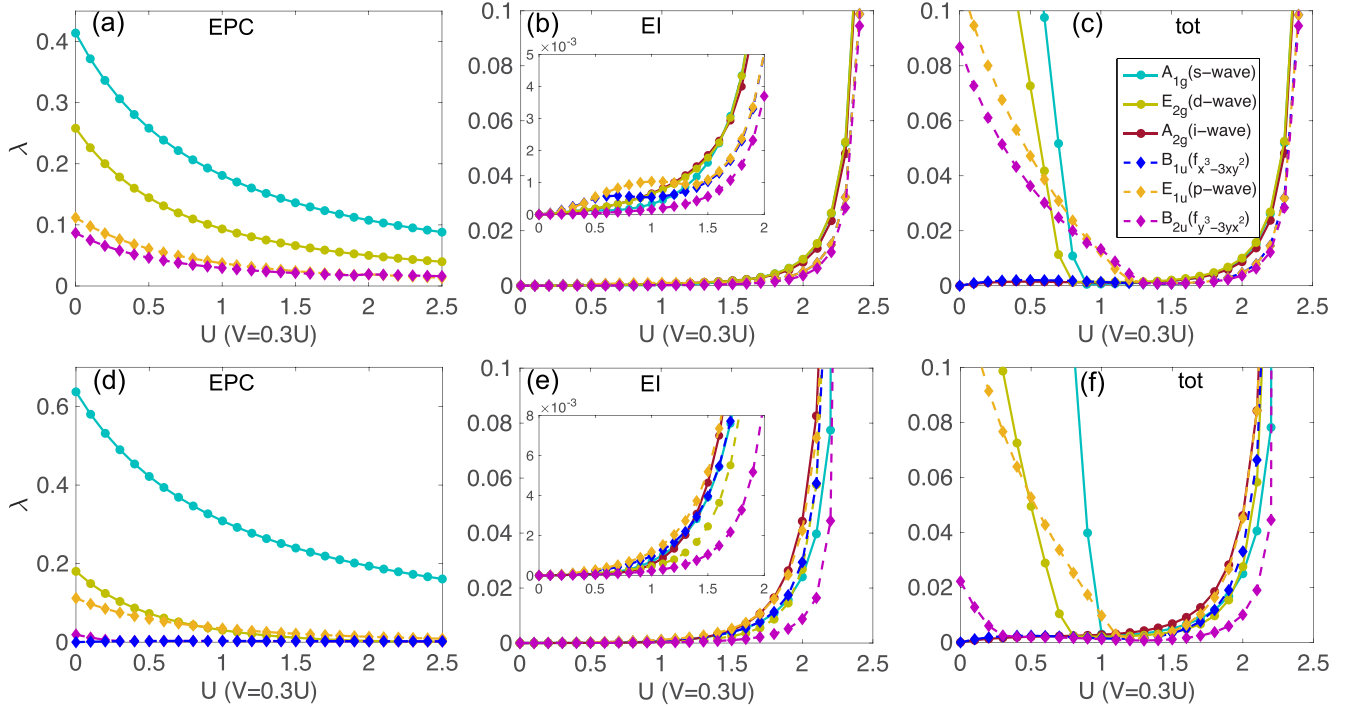 (a) EPC
λ
0.4
0.3
0.2
0.1
0
0 0.5 1 1.5 2 2.5
U (V=0.3U)
(b) EI
0.1
0.08
0.06
0.04
0.02
0
×10⁻³
5
4
3
2
1
0
0 0.5 1 1.5 2
0 0.5 1 1.5 2 2.5
U (V=0.3U)
(c) tot
0.1
0.08
0.06
0.04
0.02
0
A₁g(s-wave)
E₂g(d-wave)
A₂g(i-wave)
B₁u(fx³−3xy²)
E₁u(p-wave)
B₂u(fy³−3yx²)
0 0.5 1 1.5 2 2.5
U (V=0.3U)
(d) EPC
λ
0.6
0.4
0.2
0
0 0.5 1 1.5 2 2.5
U (V=0.3U)
(e) EI
0.1
0.08
0.06
0.04
0.02
0
×10⁻³
8
6
4
2
0
0 0.5 1 1.5 2
0 0.5 1 1.5 2 2.5
U (V=0.3U)
(f) tot
0.1
0.08
0.06
0.04
0.02
0
0 0.5 1 1.5 2 2.5
U (V=0.3U)